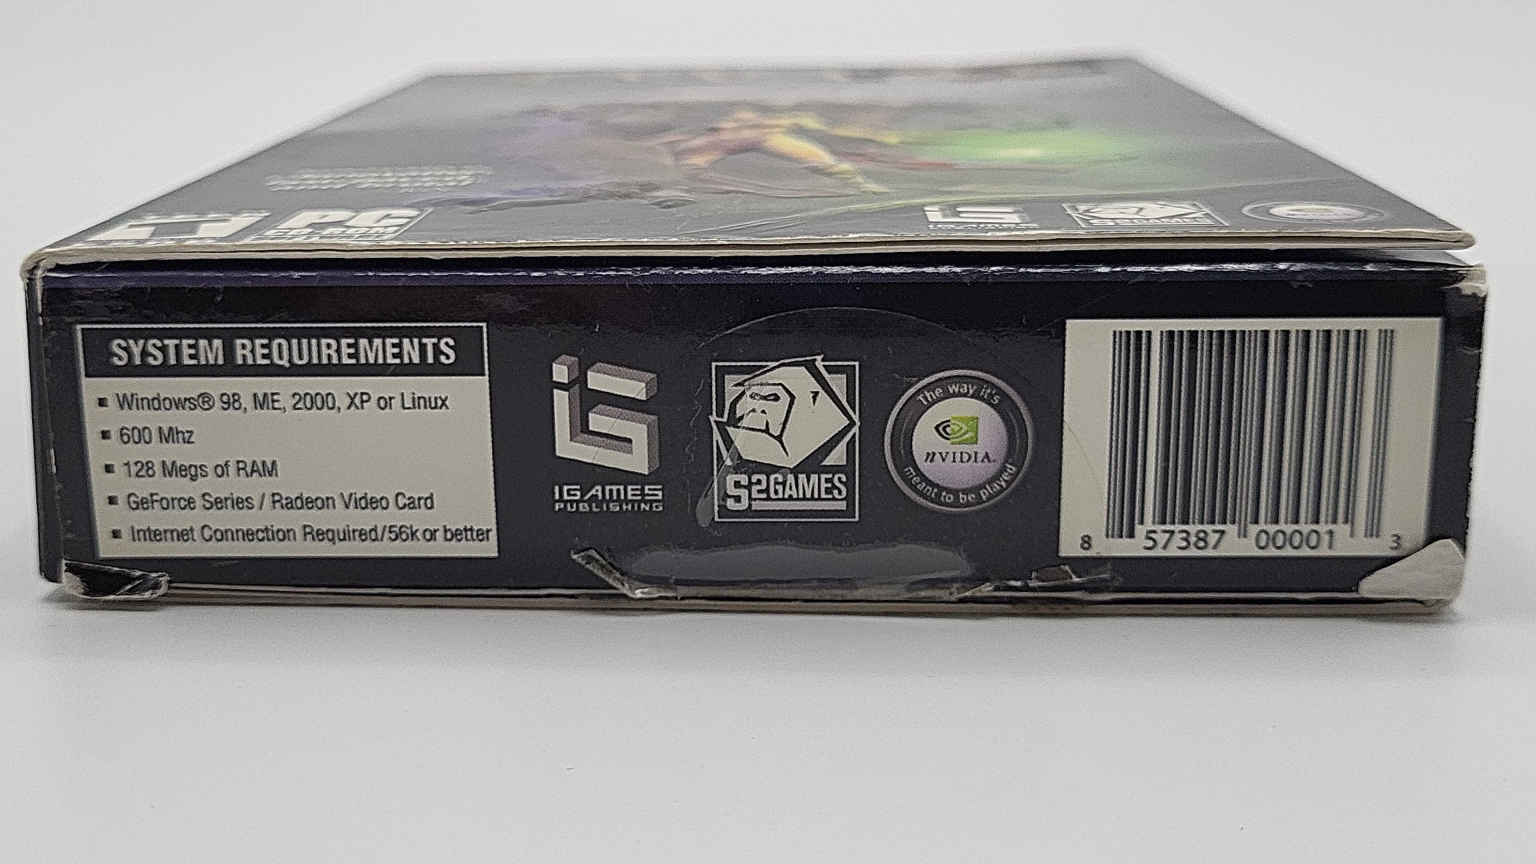 PC
CD-ROM
SYSTEM REQUIREMENTS
Windows® 98, ME, 2000, XP or Linux
600 Mhz
128 Megs of RAM
GeForce Series / Radeon Video Card
Internet Connection Required/56k or better
IGAMES
PUBLISHING
S2GAMES
The way it's
nVIDIA.
meant to be played
8 57387 00001 3